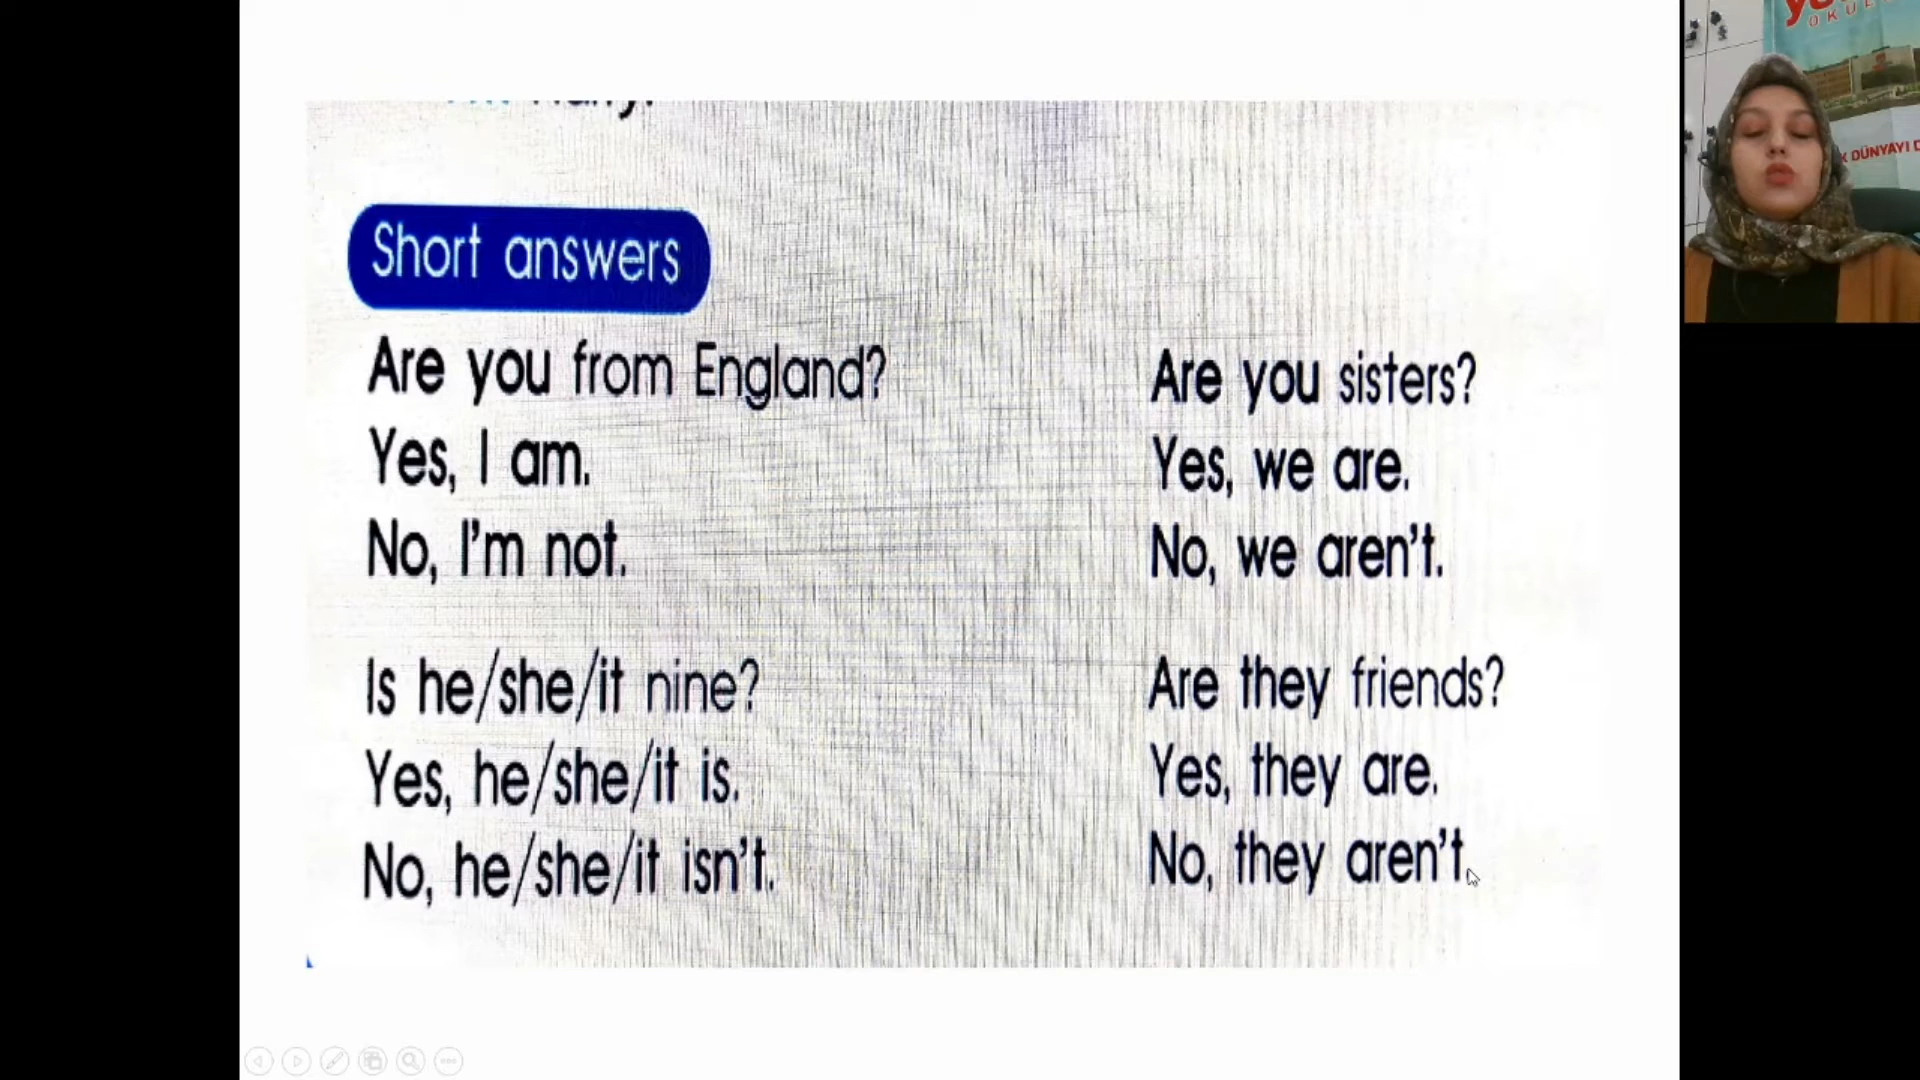 Short answers
Are you from England?
Yes, I am.
No, I'm not.
Is he/she/it nine?
Yes, he/she/it is.
No, he/she/it isn't.
Are you sisters?
Yes, we are.
No, we aren't.
Are they friends?
Yes, they are.
No, they aren't.
OKUL
DÜNYAYI